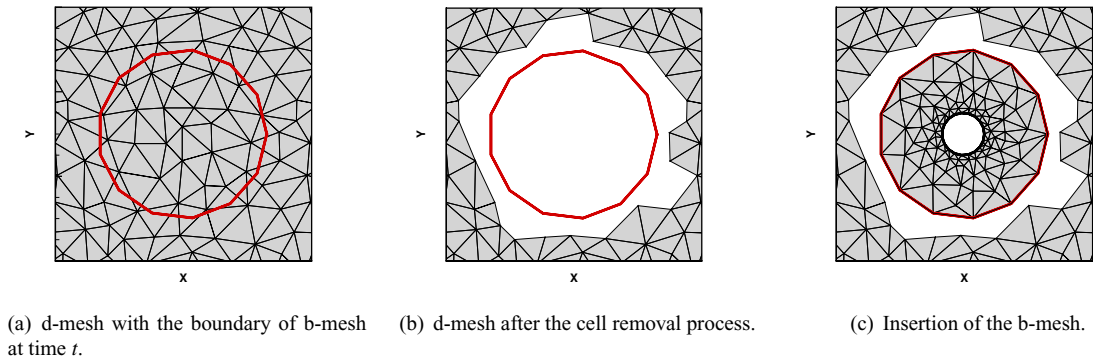 Y
X
Y
X
Y
X
(a) d-mesh with the boundary of b-mesh
at time t.
(b) d-mesh after the cell removal process.
(c) Insertion of the b-mesh.